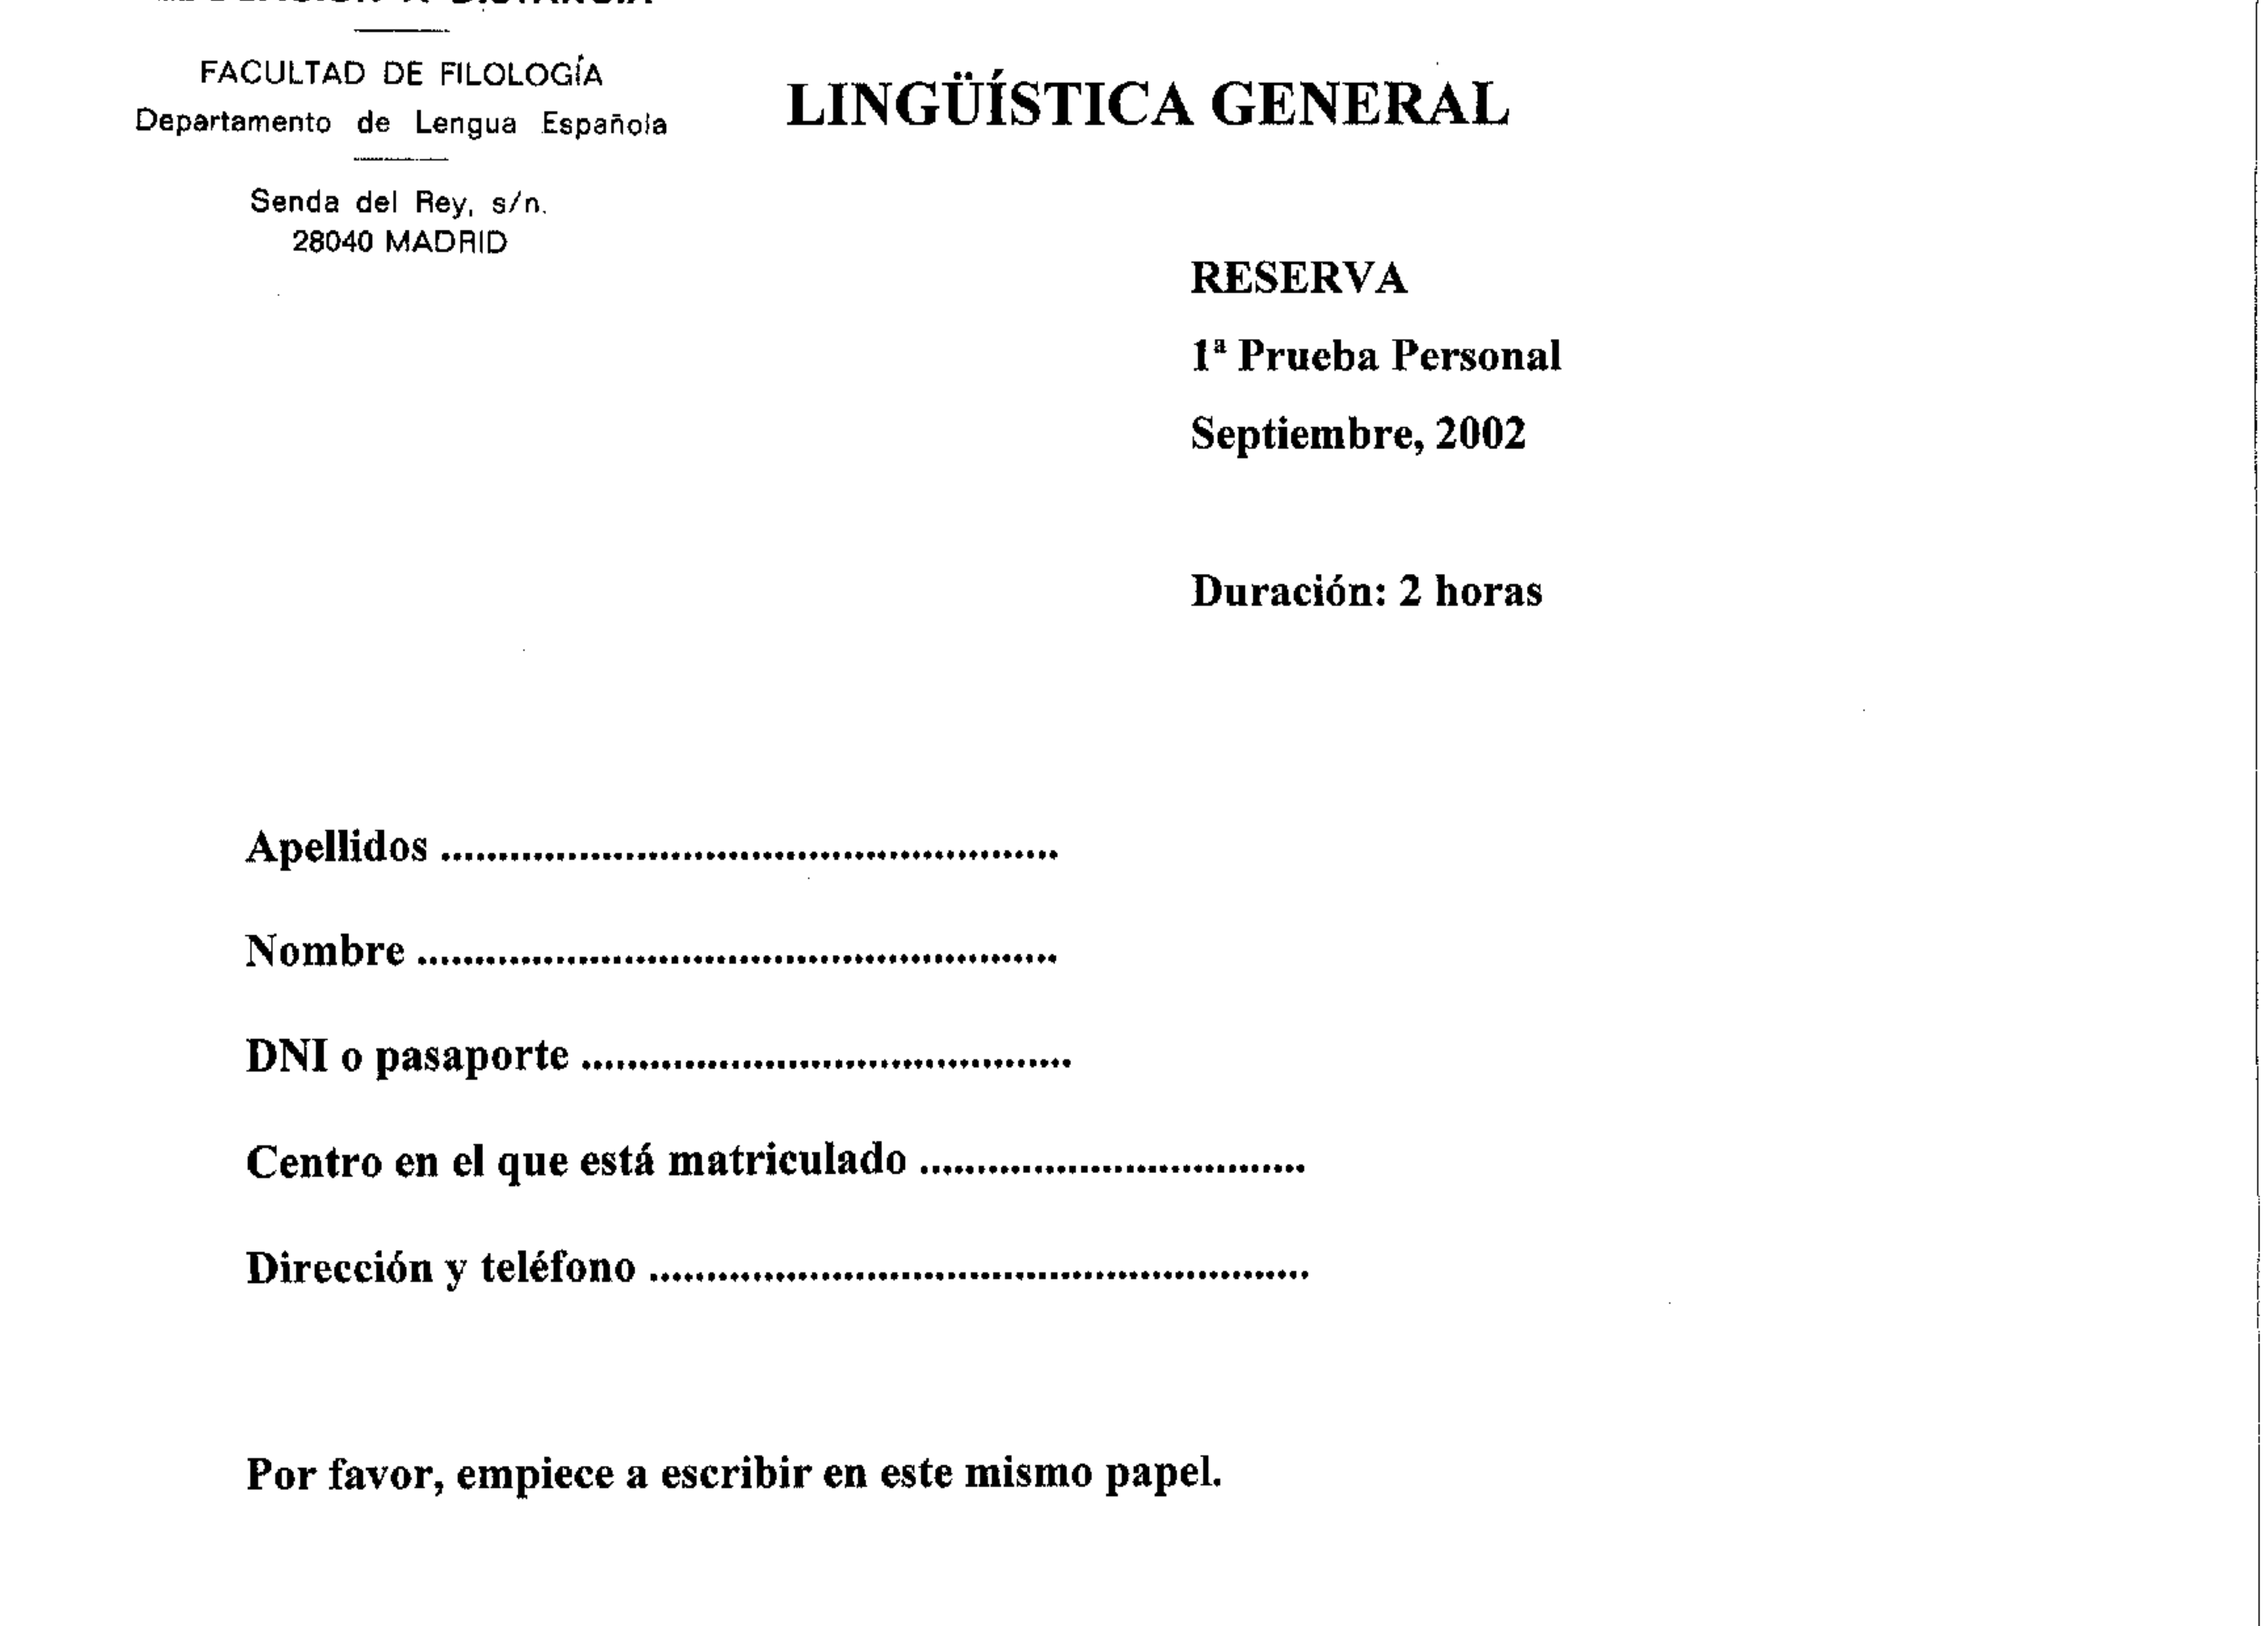 FACULTAD DE FILOLOGÍA
Departamento de Lengua Española
Senda del Rey, s/n.
28040 MADRID
LINGÜÍSTICA GENERAL
RESERVA
1ª Prueba Personal
Septiembre, 2002
Duración: 2 horas
Apellidos .....................................................
Nombre .......................................................
DNI o pasaporte ..........................................
Centro en el que está matriculado .................................
Dirección y teléfono .........................................................
Por favor, empiece a escribir en este mismo papel.